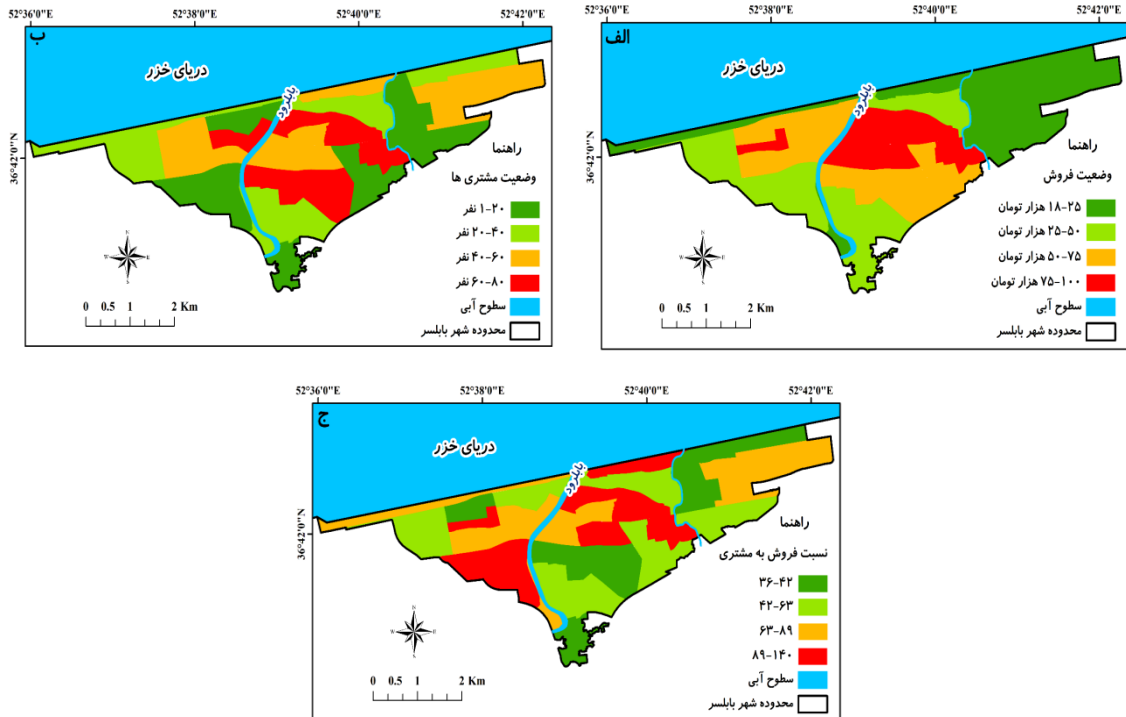 الف
52°36'0"E
52°38'0"E
52°40'0"E
52°42'0"E
36°42'0"N
دریای خزر
بابلرود
راهنما
وضعیت فروش
۱۸-۲۵ هزار تومان
۲۵-۵۰ هزار تومان
۵۰-۷۵ هزار تومان
۷۵-۱۰۰ هزار تومان
سطوح آبی
محدوده شهر بابلسر
N
W E
S
0 0.5 1 2 Km
ب
52°36'0"E
52°38'0"E
52°40'0"E
52°42'0"E
36°42'0"N
دریای خزر
بابلرود
راهنما
وضعیت مشتری ها
۱-۲۰ نفر
۲۰-۴۰ نفر
۴۰-۶۰ نفر
۶۰-۸۰ نفر
سطوح آبی
محدوده شهر بابلسر
N
W E
S
0 0.5 1 2 Km
ج
52°36'0"E
52°38'0"E
52°40'0"E
52°42'0"E
36°42'0"N
دریای خزر
بابلرود
راهنما
نسبت فروش به مشتری
۳۶-۴۲
۴۲-۶۳
۶۳-۸۹
۸۹-۱۴۰
سطوح آبی
محدوده شهر بابلسر
N
W E
S
0 0.5 1 2 Km